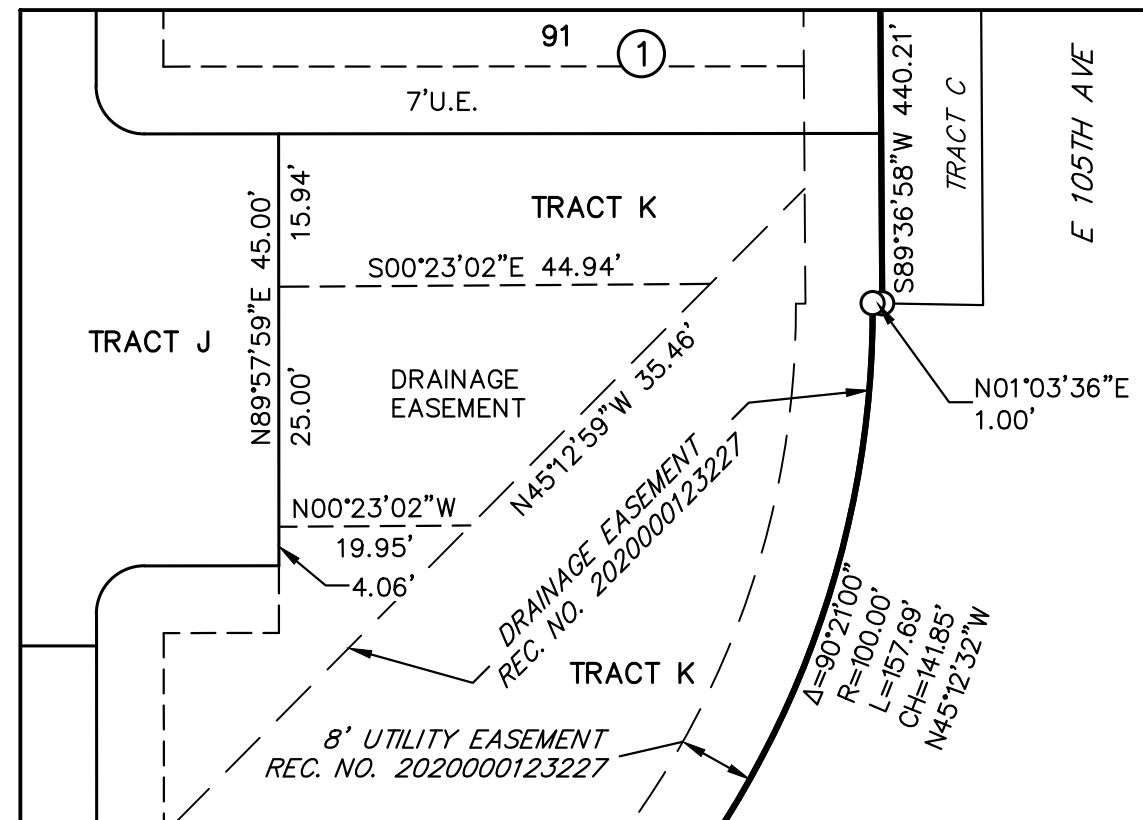 91
1
7'U.E.
S89°36'58"W 440.21'
TRACT C
E 105TH AVE
N89°57'59"E 45.00'
15.94'
TRACT K
S00°23'02"E 44.94'
TRACT J
25.00'
DRAINAGE
EASEMENT
N45°12'59"W 35.46'
N01°03'36"E
1.00'
N00°23'02"W
19.95'
4.06'
DRAINAGE EASEMENT
REC. NO. 2020000123227
TRACT K
Δ=90°21'00"
R=100.00'
L=157.69'
CH=141.85'
N45°12'32"W
8' UTILITY EASEMENT
REC. NO. 2020000123227